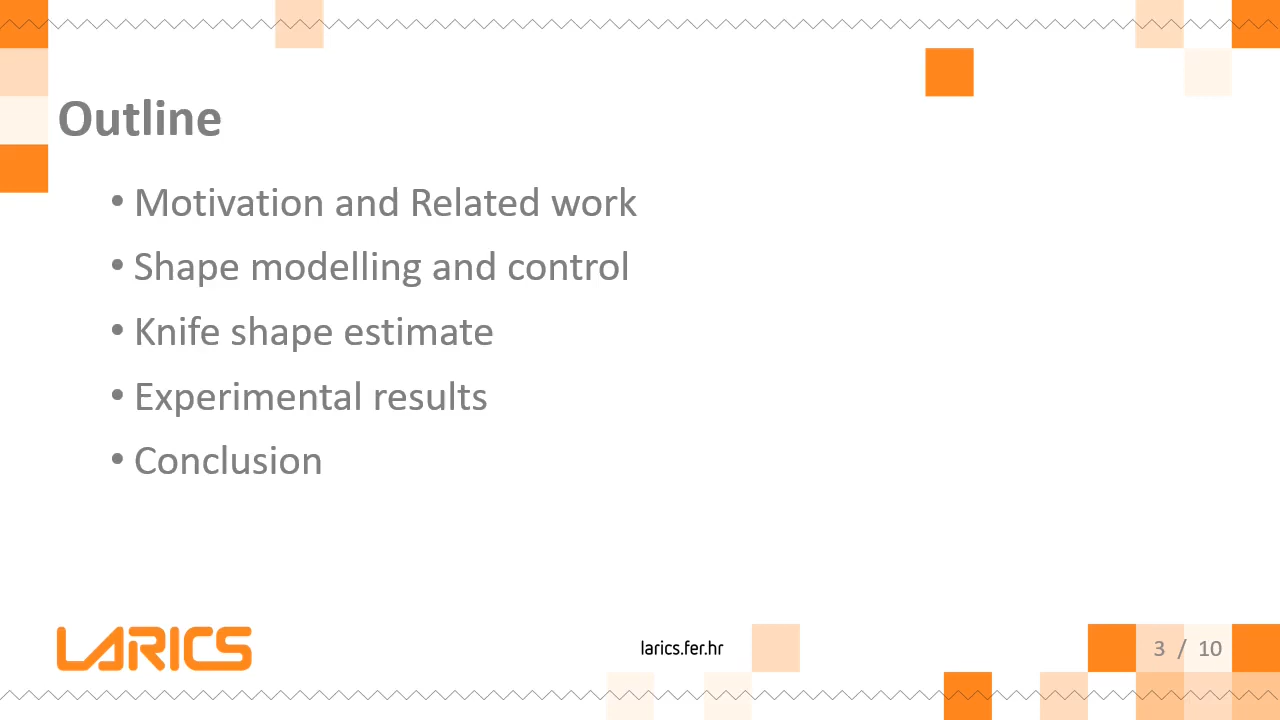 Outline
• Motivation and Related work
• Shape modelling and control
• Knife shape estimate
• Experimental results
• Conclusion
LARICS
larics.fer.hr
3 / 10